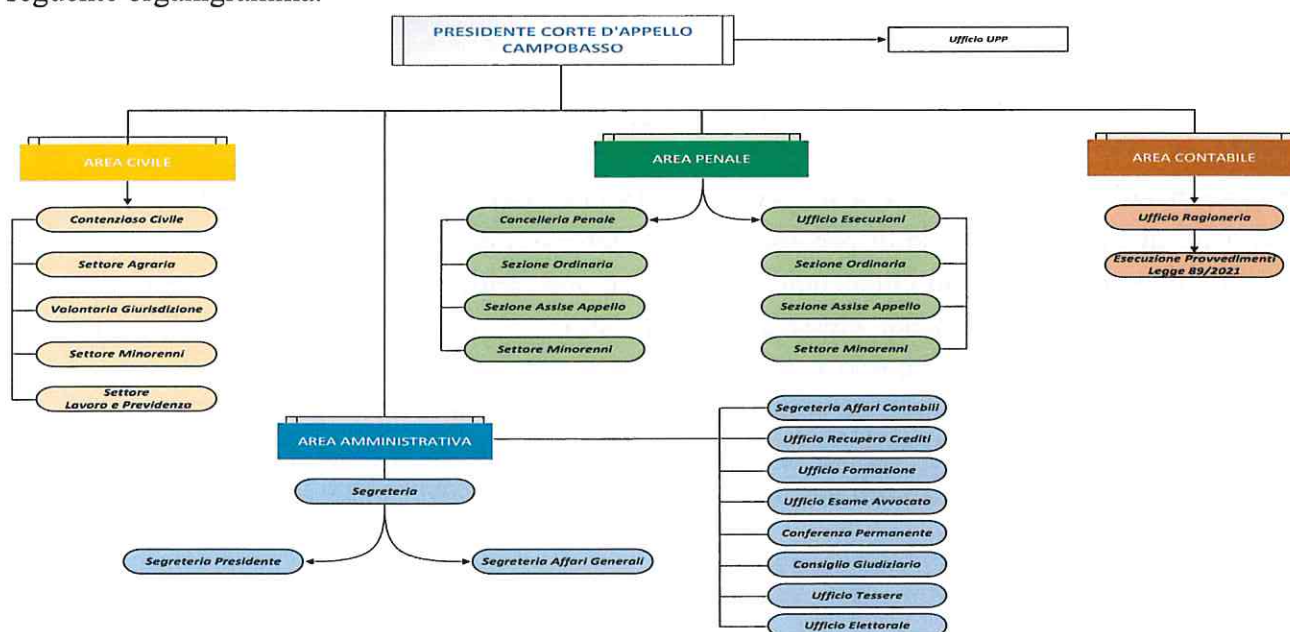 seguente organigramma:
PRESIDENTE CORTE D'APPELLO
CAMPOBASSO
Ufficio UPP
AREA CIVILE
AREA PENALE
AREA CONTABILE
Contenzioso Civile
Settore Agraria
Volontaria Giurisdizione
Settore Minorenni
Settore
Lavoro e Previdenza
Cancelleria Penale
Sezione Ordinaria
Sezione Assise Appello
Settore Minorenni
Ufficio Esecuzioni
Sezione Ordinaria
Sezione Assise Appello
Settore Minorenni
Ufficio Ragioneria
Esecuzione Provvedimenti
Legge 89/2021
AREA AMMINISTRATIVA
Segreteria
Segreteria Presidente
Segreteria Affari Generali
Segreteria Affari Contabili
Ufficio Recupero Crediti
Ufficio Formazione
Ufficio Esame Avvocato
Conferenza Permanente
Consiglio Giudiziario
Ufficio Tessere
Ufficio Elettorale